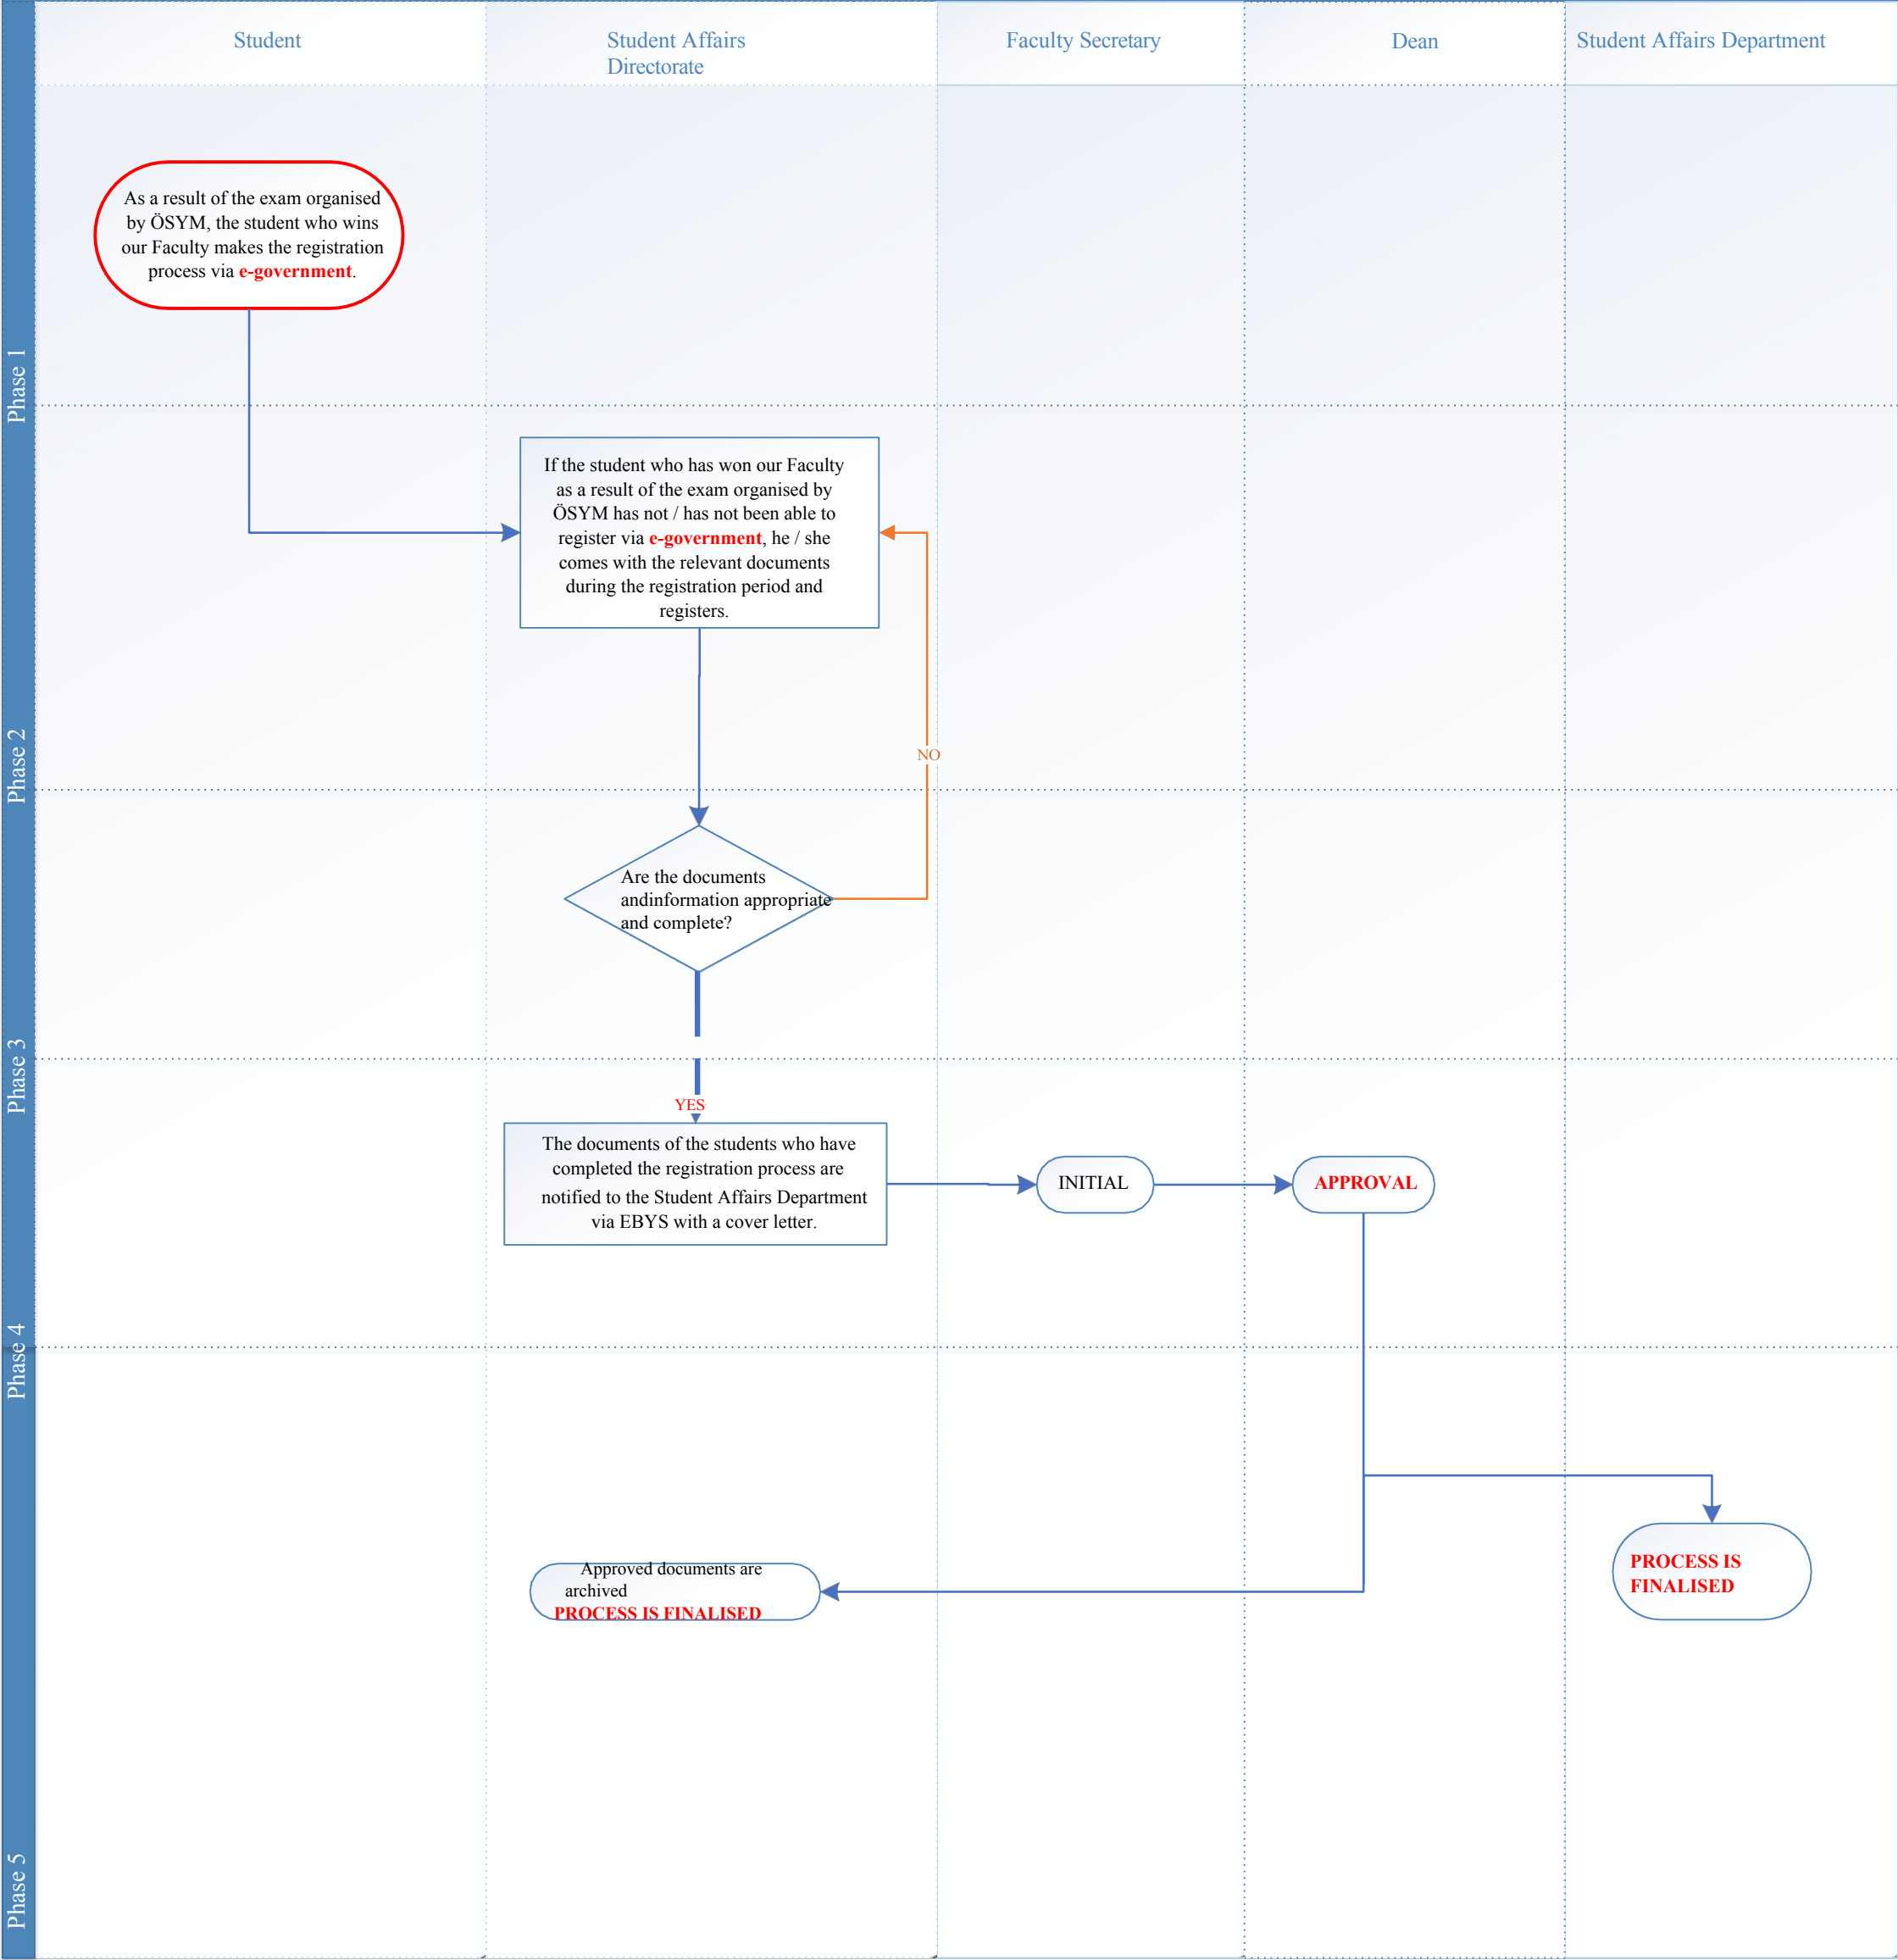 Student
Student Affairs
Directorate
Faculty Secretary
Dean
Student Affairs Department
As a result of the exam organised
by ÖSYM, the student who wins
our Faculty makes the registration
process via e-government.
Phase 1
If the student who has won our Faculty
as a result of the exam organised by
ÖSYM has not / has not been able to
register via e-government, he / she
comes with the relevant documents
during the registration period and
registers.
NO
Phase 2
Are the documents
andinformation appropriate
and complete?
Phase 3
YES
The documents of the students who have
completed the registration process are
notified to the Student Affairs Department
via EBYS with a cover letter.
INITIAL
APPROVAL
Phase 4
Approved documents are
archived
PROCESS IS FINALISED
PROCESS IS
FINALISED
Phase 5